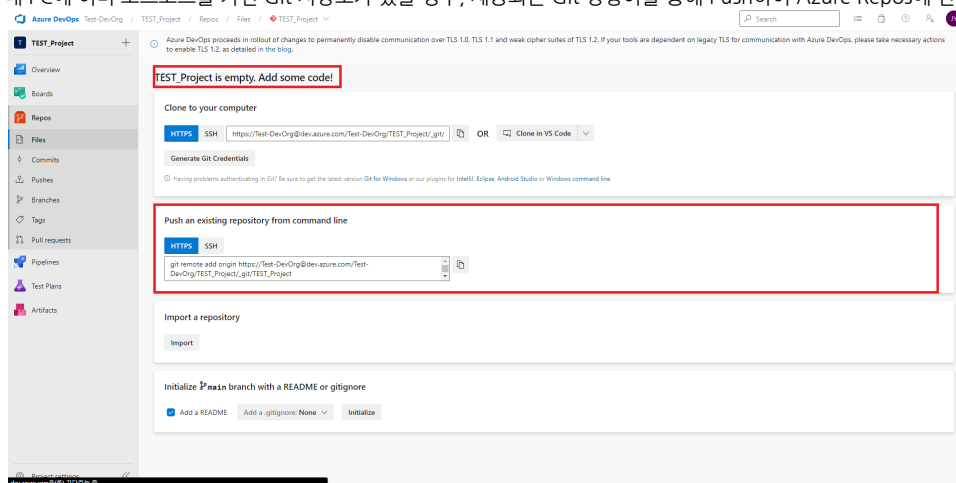 Azure DevOps Test-DevOrg / TEST_Project / Repos / Files / TEST_Project
Search
TEST_Project
Azure DevOps proceeds in rollout of changes to permanently disable communication over TLS 1.0, TLS 1.1 and weak cipher suites of TLS 1.2. If your tools are dependent on legacy TLS for communication with Azure DevOps, please take necessary actions
to enable TLS 1.2, as detailed in the blog.
Overview
Boards
Repos
Files
Commits
Pushes
Branches
Tags
Pull requests
Pipelines
Test Plans
Artifacts
TEST_Project is empty. Add some code!
Clone to your computer
HTTPS SSH https://Test-DevOrg@dev.azure.com/Test-DevOrg/TEST_Project/_git/ OR Clone in VS Code
Generate Git Credentials
Having problems authenticating in Git? Be sure to get the latest version Git for Windows or our plugins for IntelliJ, Eclipse, Android Studio or Windows command line.
Push an existing repository from command line
HTTPS SSH
git remote add origin https://Test-DevOrg@dev.azure.com/Test-
DevOrg/TEST_Project/_git/TEST_Project
Import a repository
Import
Initialize main branch with a README or gitignore
Add a README Add a .gitignore: None Initialize
Project settings